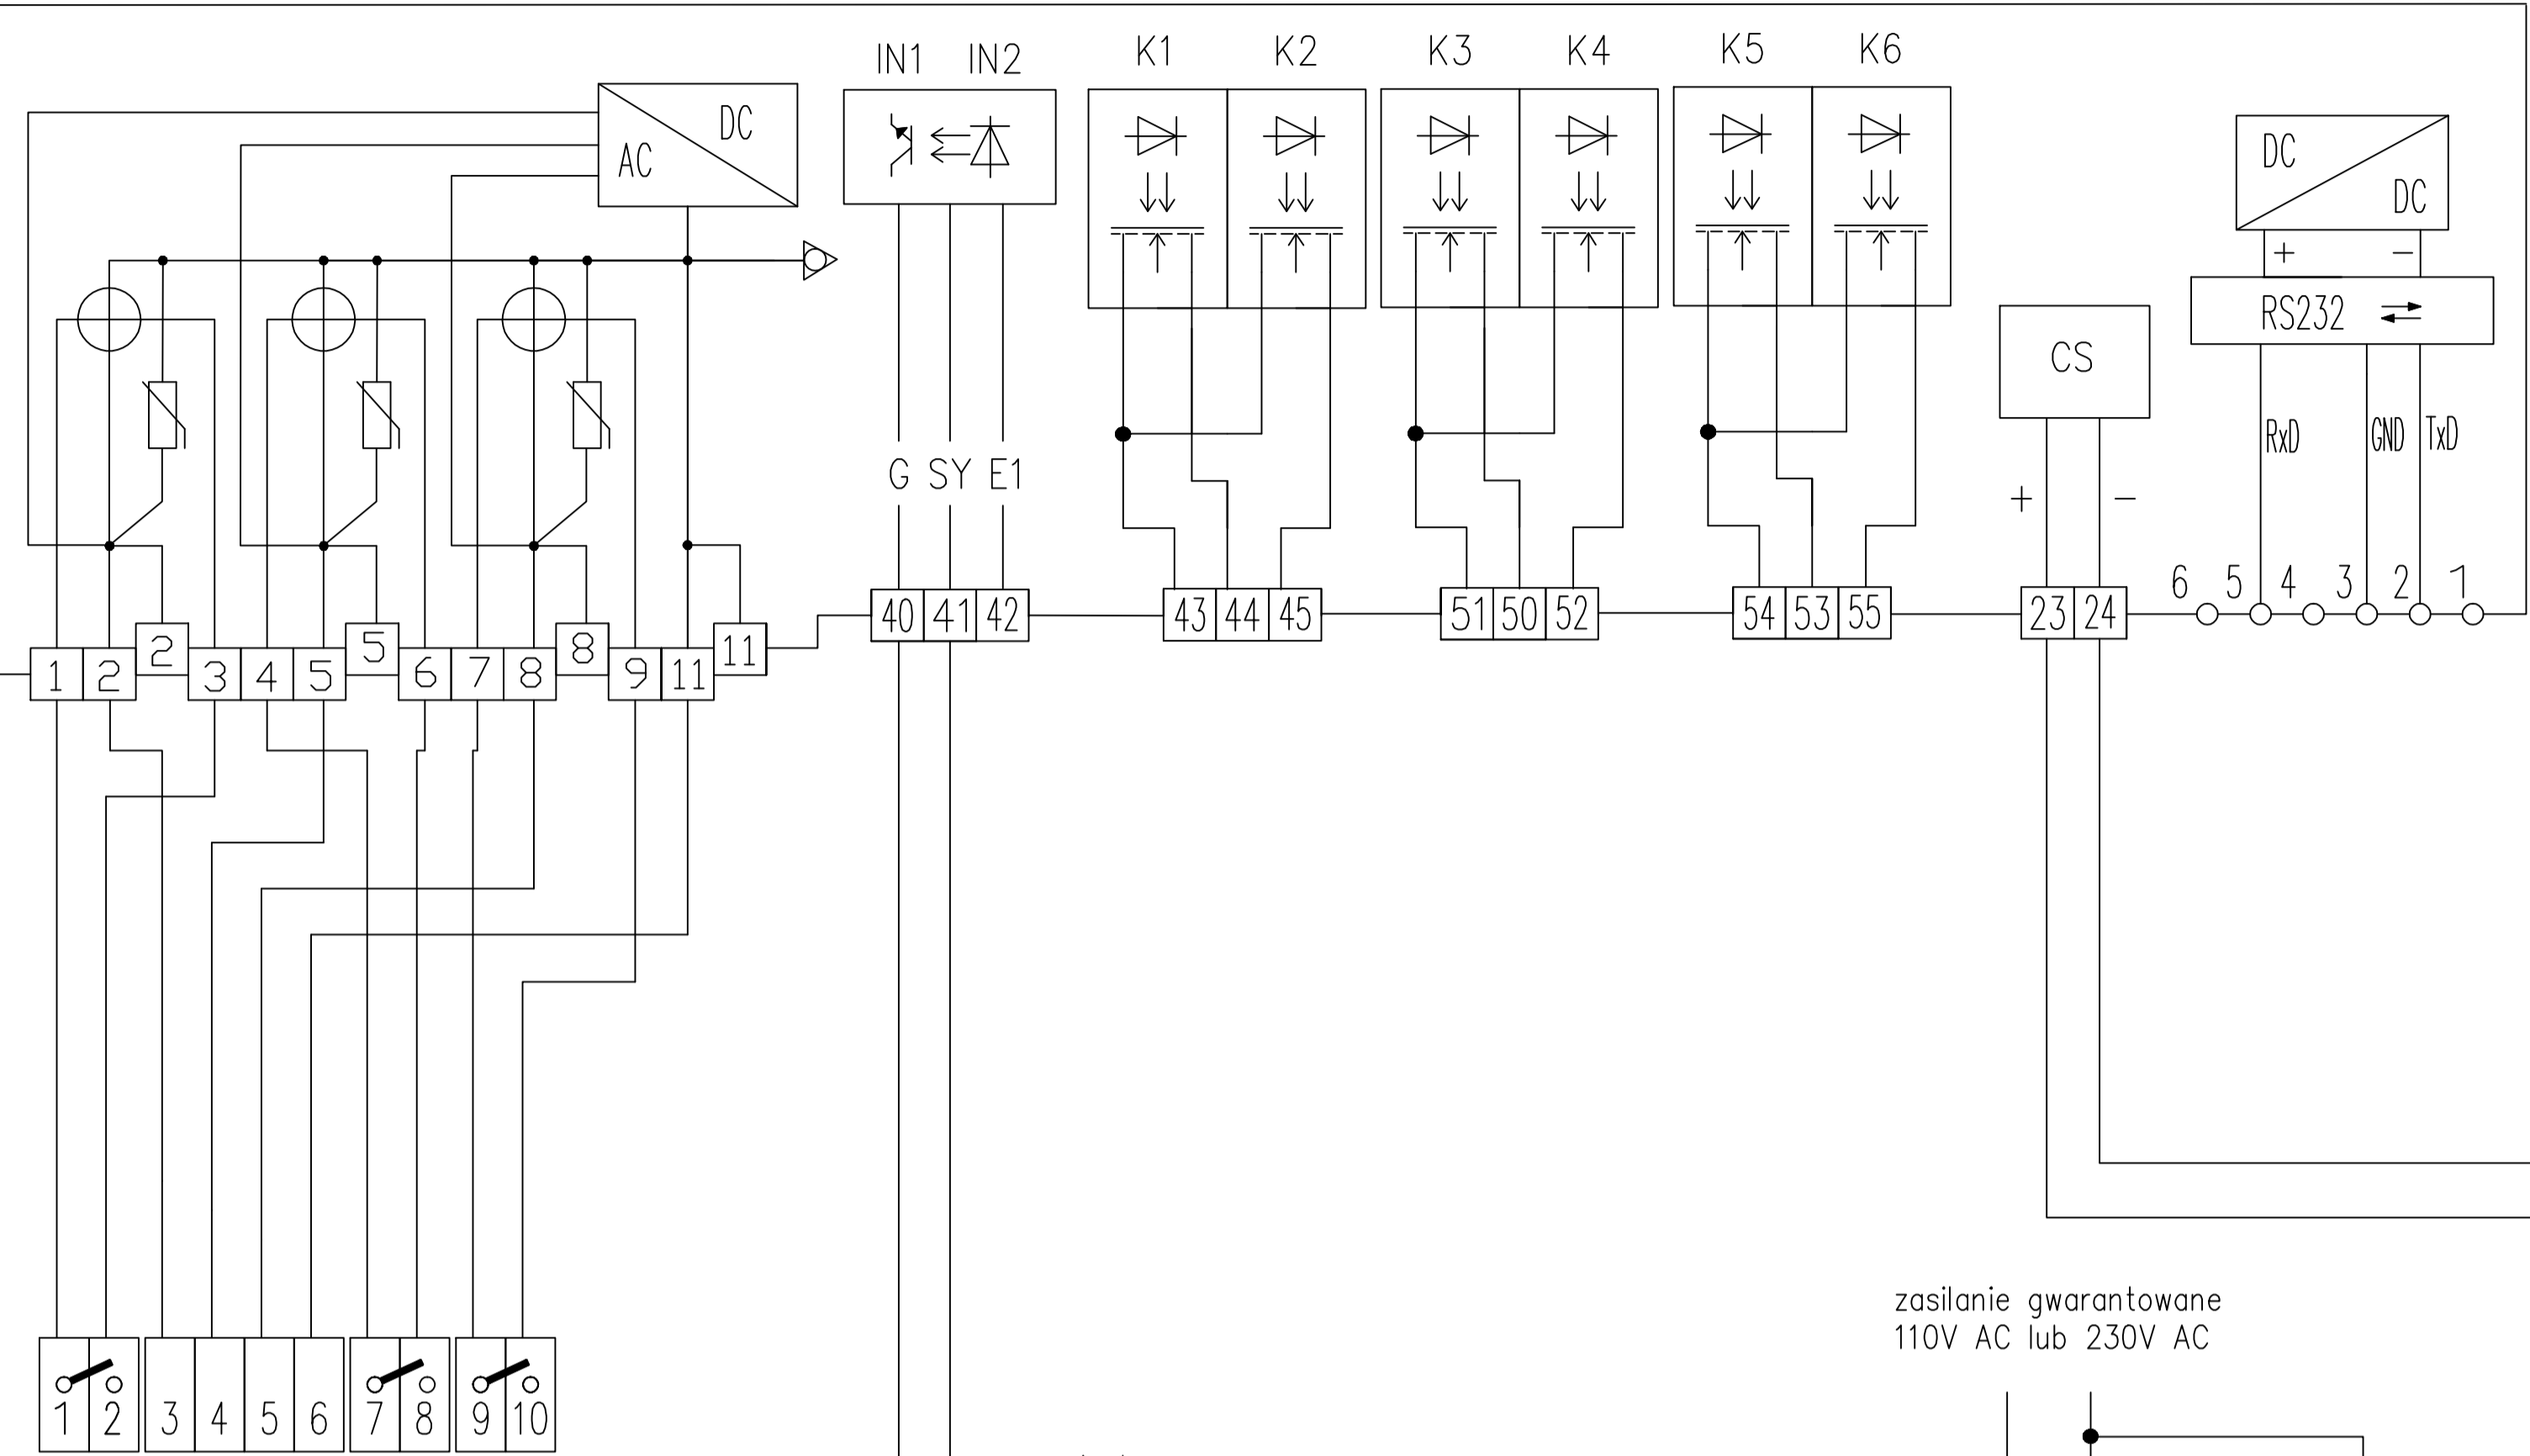 IN1 IN2 K1 K2 K3 K4 K5 K6
DC
AC
DC
DC
+ −
RS232
CS
RxD GND TxD
G SY E1
+ −
6 5 4 3 2 1
40 41 42 43 44 45 51 50 52 54 53 55 23 24
2 5 8 11
1 2 3 4 5 6 7 8 9 11
zasilanie gwarantowane
110V AC lub 230V AC
1 2 3 4 5 6 7 8 9 10